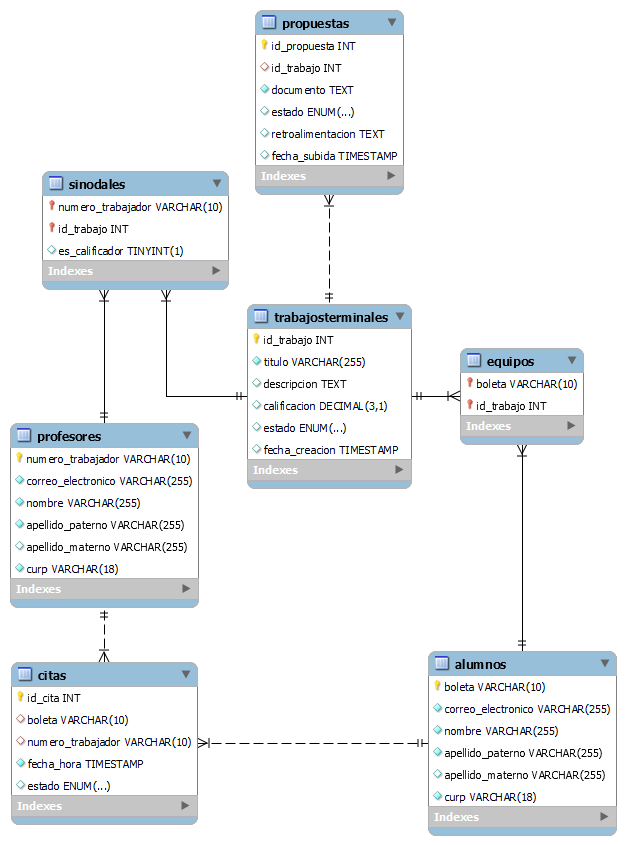 propuestas
id_propuesta INT
id_trabajo INT
documento TEXT
estado ENUM(...)
retroalimentacion TEXT
fecha_subida TIMESTAMP
Indexes
sinodales
numero_trabajador VARCHAR(10)
id_trabajo INT
es_calificador TINYINT(1)
Indexes
trabajosterminales
id_trabajo INT
titulo VARCHAR(255)
descripcion TEXT
calificacion DECIMAL(3,1)
estado ENUM(...)
fecha_creacion TIMESTAMP
Indexes
equipos
boleta VARCHAR(10)
id_trabajo INT
Indexes
profesores
numero_trabajador VARCHAR(10)
correo_electronico VARCHAR(255)
nombre VARCHAR(255)
apellido_paterno VARCHAR(255)
apellido_materno VARCHAR(255)
curp VARCHAR(18)
Indexes
citas
id_cita INT
boleta VARCHAR(10)
numero_trabajador VARCHAR(10)
fecha_hora TIMESTAMP
estado ENUM(...)
Indexes
alumnos
boleta VARCHAR(10)
correo_electronico VARCHAR(255)
nombre VARCHAR(255)
apellido_paterno VARCHAR(255)
apellido_materno VARCHAR(255)
curp VARCHAR(18)
Indexes